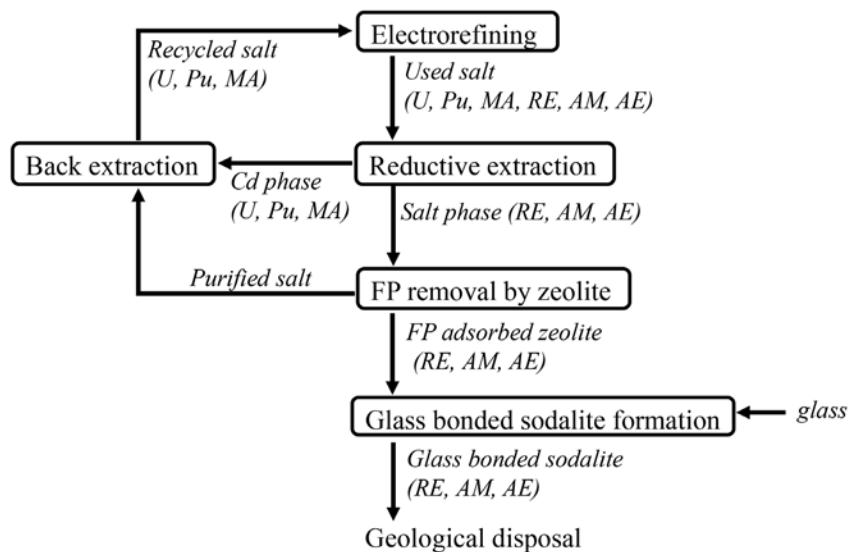 Electrorefining
Recycled salt
(U, Pu, MA)
Used salt
(U, Pu, MA, RE, AM, AE)
Back extraction
Reductive extraction
Cd phase
(U, Pu, MA)
Salt phase (RE, AM, AE)
Purified salt
FP removal by zeolite
FP adsorbed zeolite
(RE, AM, AE)
Glass bonded sodalite formation
glass
Glass bonded sodalite
(RE, AM, AE)
Geological disposal